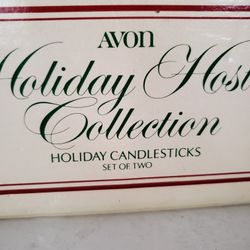 AVON
Holiday Host
Collection
HOLIDAY CANDLESTICKS
SET OF TWO